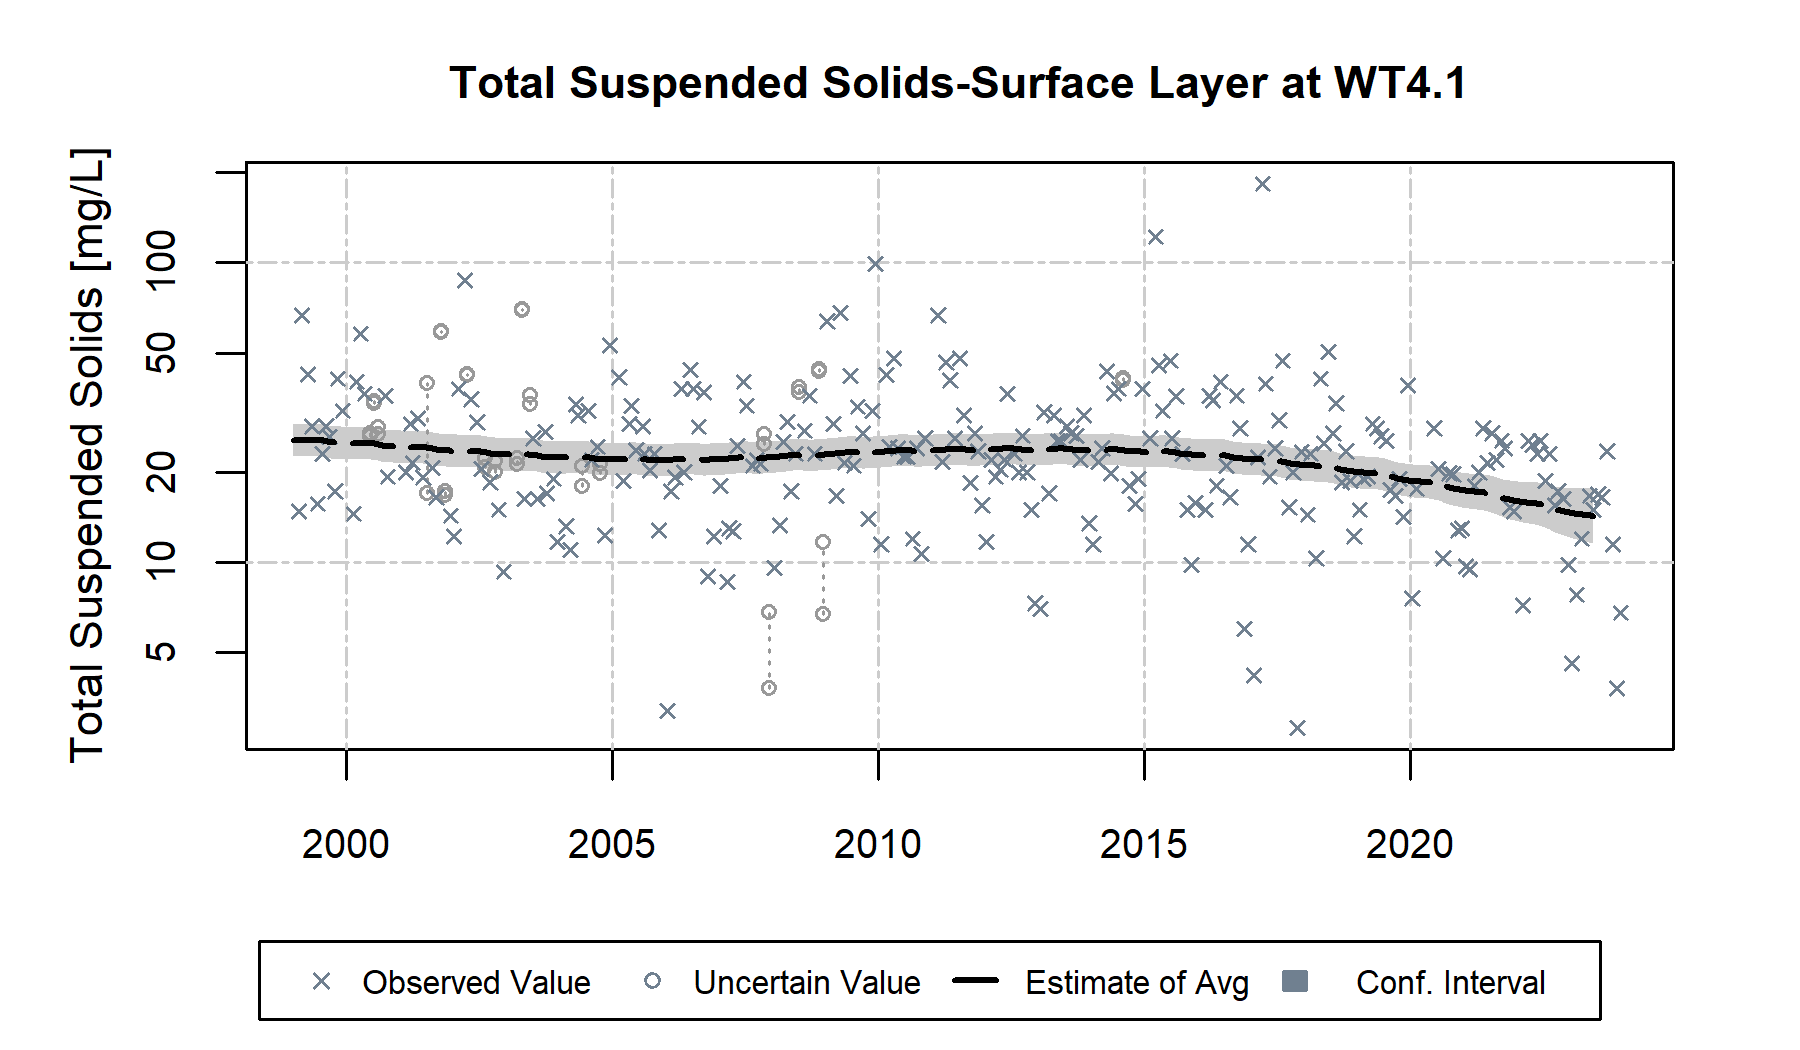 Total Suspended Solids-Surface Layer at WT4.1
Total Suspended Solids [mg/L]
100
50
20
10
5
2000 2005 2010 2015 2020
Observed Value Uncertain Value Estimate of Avg Conf. Interval